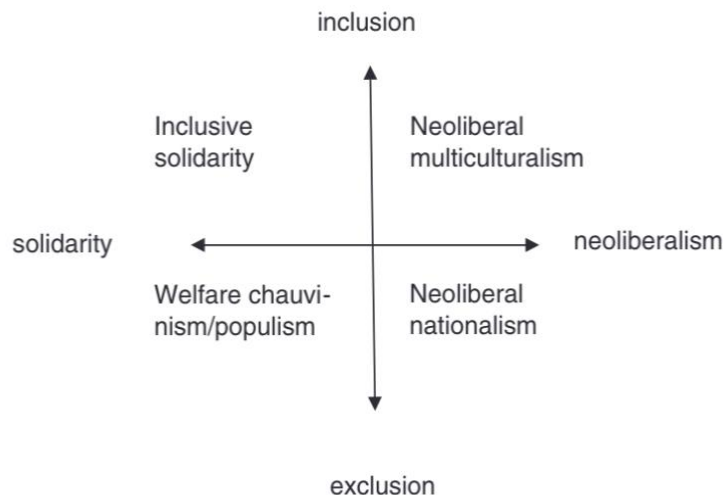 inclusion
Inclusive
solidarity
Neoliberal
multiculturalism
solidarity
neoliberalism
Welfare chauvi-
nism/populism
Neoliberal
nationalism
exclusion